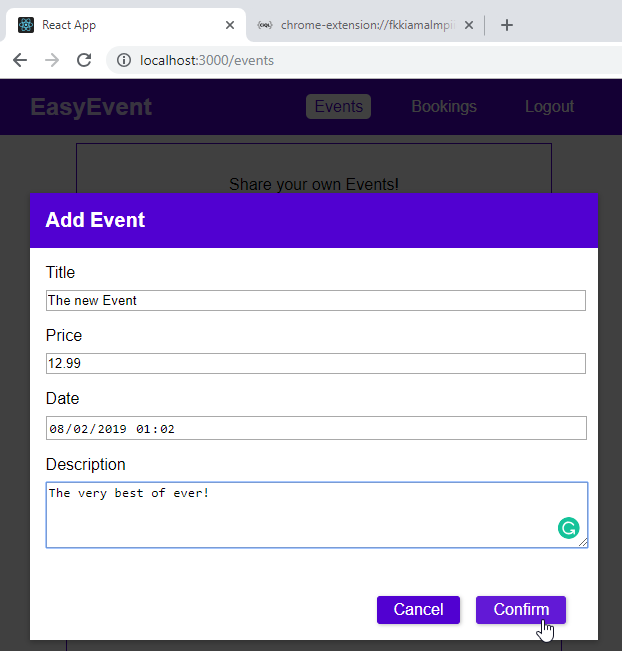 React App
chrome-extension://fkkiamalmpi
localhost:3000/events
EasyEvent Events Bookings Logout
Share your own Events!
Add Event
Title
The new Event
Price
12.99
Date
08/02/2019 01:02
Description
The very best of ever!
Cancel Confirm